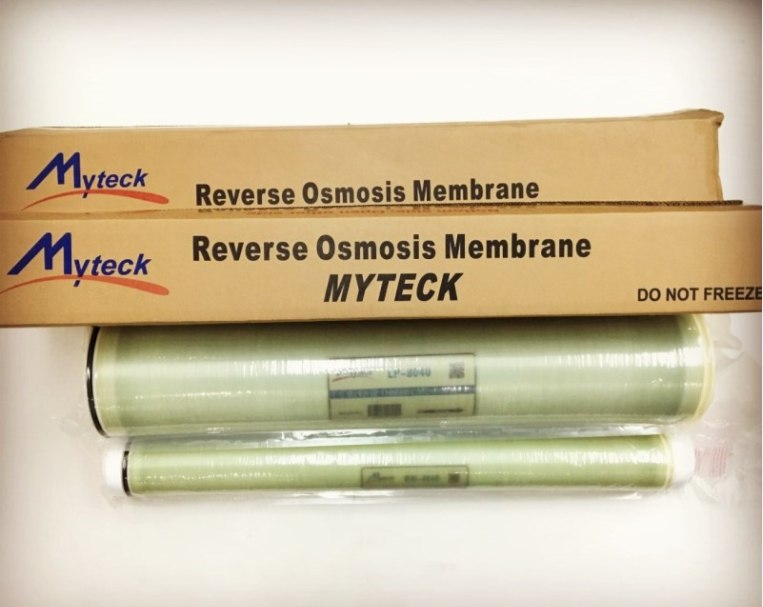 Myteck
Reverse Osmosis Membrane
Myteck
Reverse Osmosis Membrane
MYTECK
DO NOT FREEZE
LP-8040